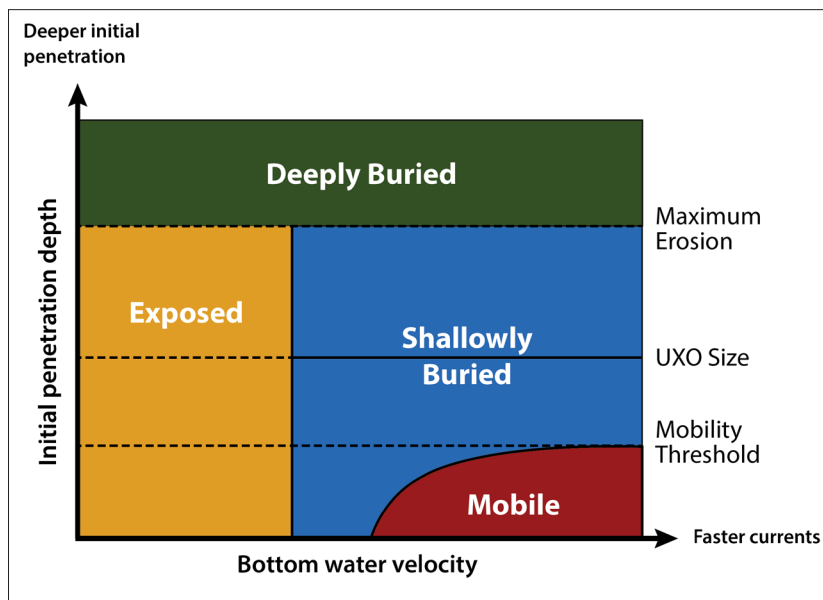 Deeper initial
penetration
Deeply Buried
Maximum
Erosion
Initial penetration depth
Exposed
Shallowly
Buried
UXO Size
Mobility
Threshold
Mobile
Faster currents
Bottom water velocity